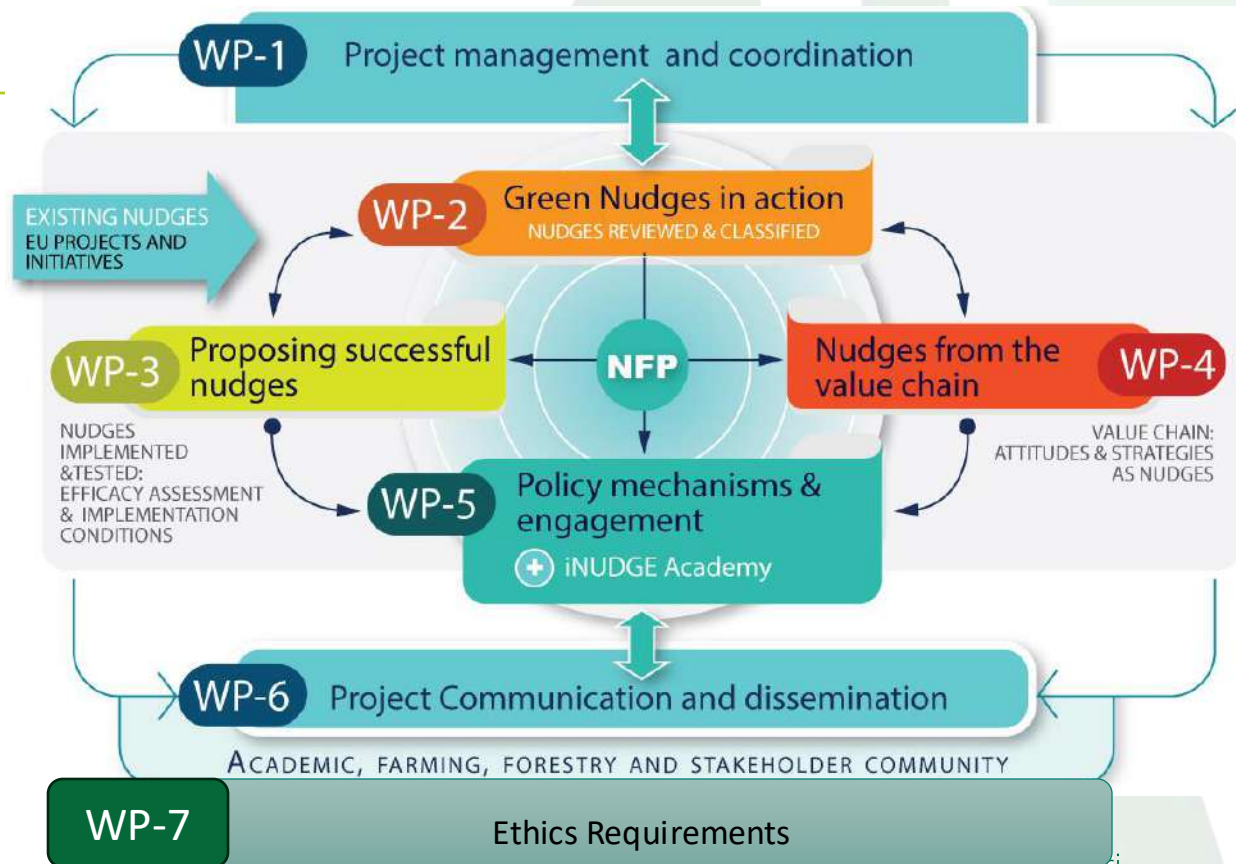 WP-1
Project management and coordination
EXISTING NUDGES
EU PROJECTS AND
INITIATIVES
WP-2
Green Nudges in action
NUDGES REVIEWED & CLASSIFIED
WP-3
Proposing successful
nudges
NFP
Nudges from the
value chain
WP-4
NUDGES
IMPLEMENTED
&TESTED:
EFFICACY ASSESSMENT
& IMPLEMENTATION
CONDITIONS
VALUE CHAIN:
ATTITUDES & STRATEGIES
AS NUDGES
WP-5
Policy mechanisms &
engagement
+ iNUDGE Academy
WP-6
Project Communication and dissemination
ACADEMIC, FARMING, FORESTRY AND STAKEHOLDER COMMUNITY
WP-7
Ethics Requirements